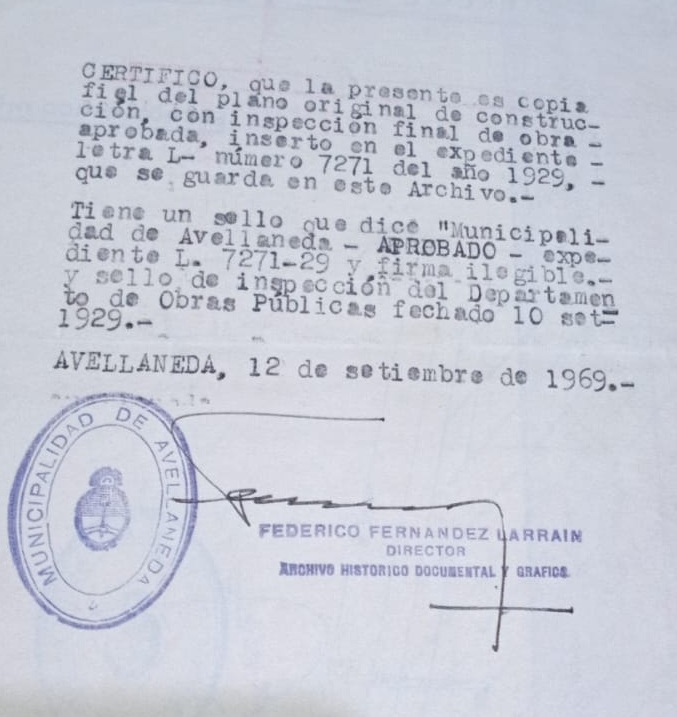 CERTIFICO, que la presente es copia
fiel del plano original de construc-
ción, con inspección final de obra -
aprobada, inserto en el expediente -
letra L- número 7271 del año 1929, -
que se guarda en este Archivo.-
Tiene un sello que dice "Municipali-
dad de Avellaneda - APROBADO - expe-
diente L. 7271-29 y firma ilegible.-
y sello de inspección del Departamen
to de Obras Públicas fechado 10 set=
1929.-
AVELLANEDA, 12 de setiembre de 1969.-
MUNICIPALIDAD DE AVELLANEDA
FEDERICO FERNANDEZ LARRAIN
DIRECTOR
ARCHIVO HISTORICO DOCUMENTAL Y GRAFICO